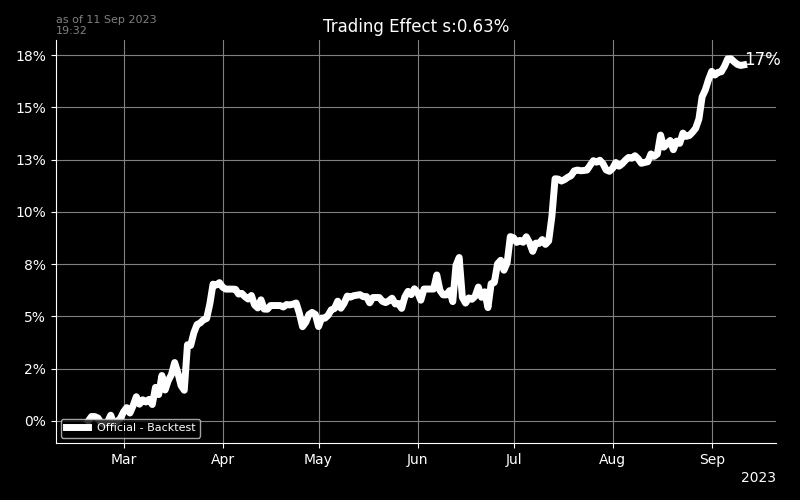 as of 11 Sep 2023
19:32
Trading Effect s:0.63%
18%
15%
13%
10%
8%
5%
2%
0%
17%
Official - Backtest
Mar Apr May Jun Jul Aug Sep
2023